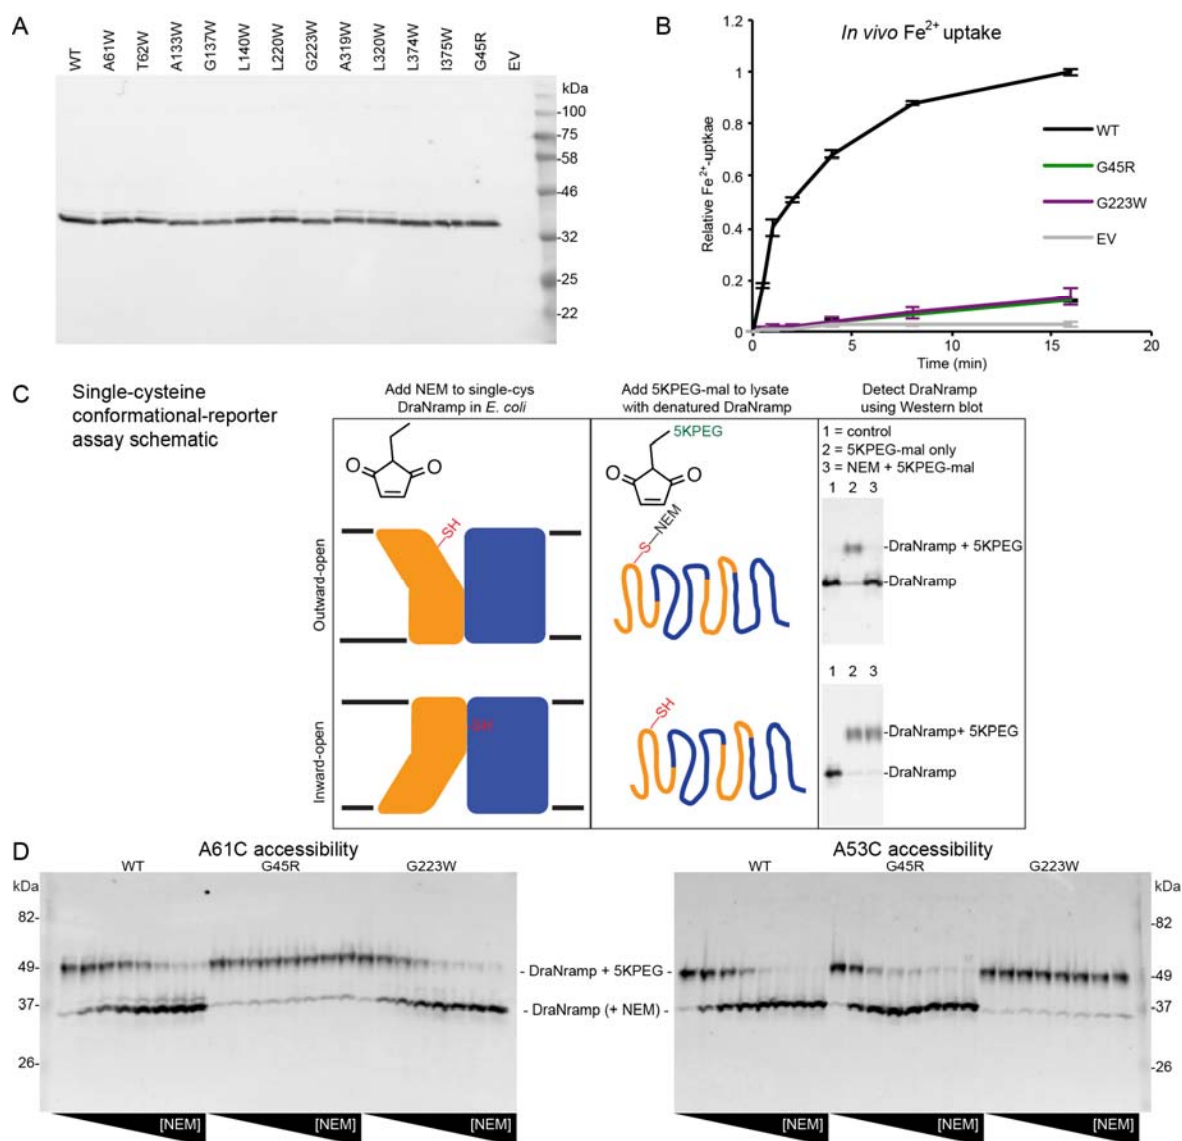 A
WT
A61W
T62W
A133W
G137W
L140W
L220W
G223W
A319W
L320W
L374W
I375W
G45R
EV
kDa
-100
-75
-58
-46
-32
-25
-22
B
In vivo Fe2+ uptake
1.2
1
0.8
0.6
0.4
0.2
0
Relative Fe2+-uptkae
5
10
15
20
Time (min)
WT
G45R
G223W
EV
C
Single-cysteine
conformational-reporter
assay schematic
Add NEM to single-cys
DraNramp in E. coli
Add 5KPEG-mal to lysate
with denatured DraNramp
Detect DraNramp
using Western blot
Outward-open
Inward-open
O
O
SH
SH
5KPEG
O
O
S-NEM
SH
1 = control
2 = 5KPEG-mal only
3 = NEM + 5KPEG-mal
1 2 3
-DraNramp + 5KPEG
-DraNramp
1 2 3
-DraNramp+ 5KPEG
-DraNramp
D
A61C accessibility
WT
G45R
G223W
kDa
82-
49-
37-
26-
[NEM]
[NEM]
[NEM]
- DraNramp + 5KPEG -
- DraNramp (+ NEM) -
A53C accessibility
WT
G45R
G223W
kDa
-82
-49
-37
-26
[NEM]
[NEM]
[NEM]